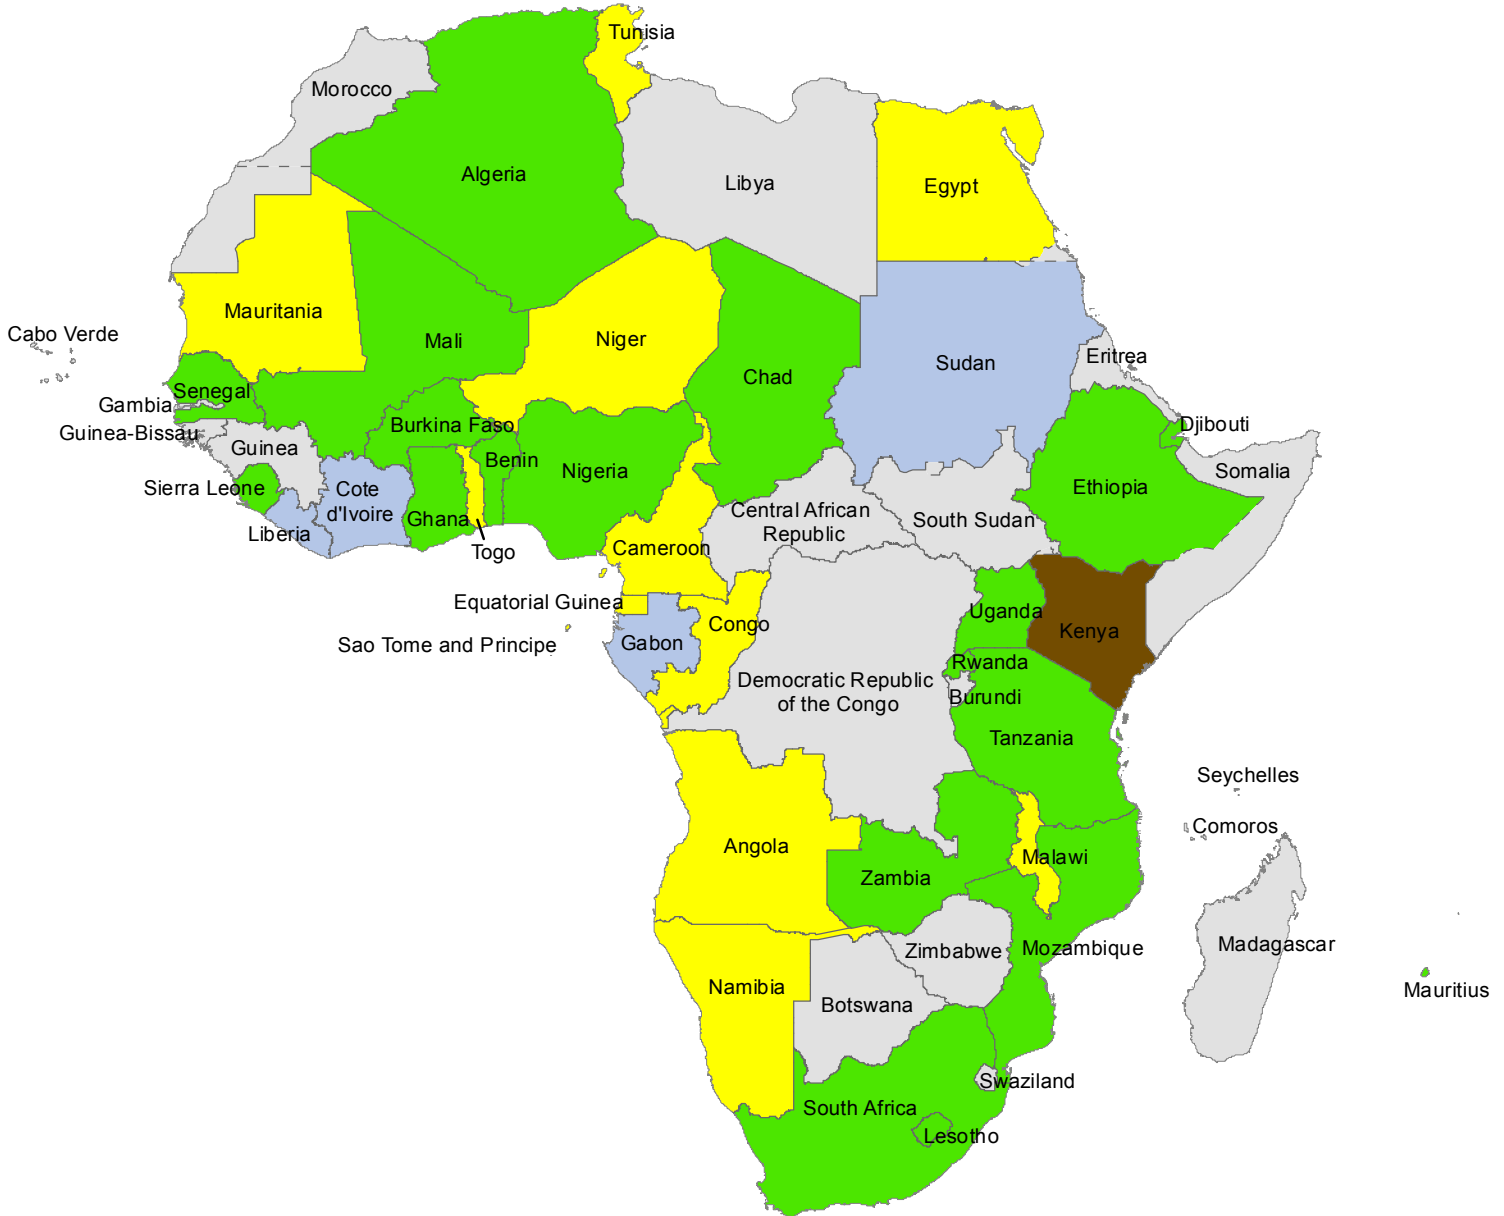 Tunisia
Morocco
Algeria
Libya
Egypt
Mauritania
Cabo Verde
Mali
Niger
Chad
Sudan
Eritrea
Senegal
Gambia
Burkina Faso
Djibouti
Guinea-Bissau
Guinea
Benin
Nigeria
Somalia
Sierra Leone
Cote
d'Ivoire
Ethiopia
Ghana
Central African
Republic
South Sudan
Liberia
Togo
Cameroon
Equatorial Guinea
Uganda
Congo
Kenya
Sao Tome and Principe
Gabon
Rwanda
Democratic Republic
of the Congo
Burundi
Tanzania
Seychelles
Comoros
Angola
Malawi
Zambia
Madagascar
Zimbabwe
Mozambique
Namibia
Mauritius
Botswana
Swaziland
South Africa
Lesotho